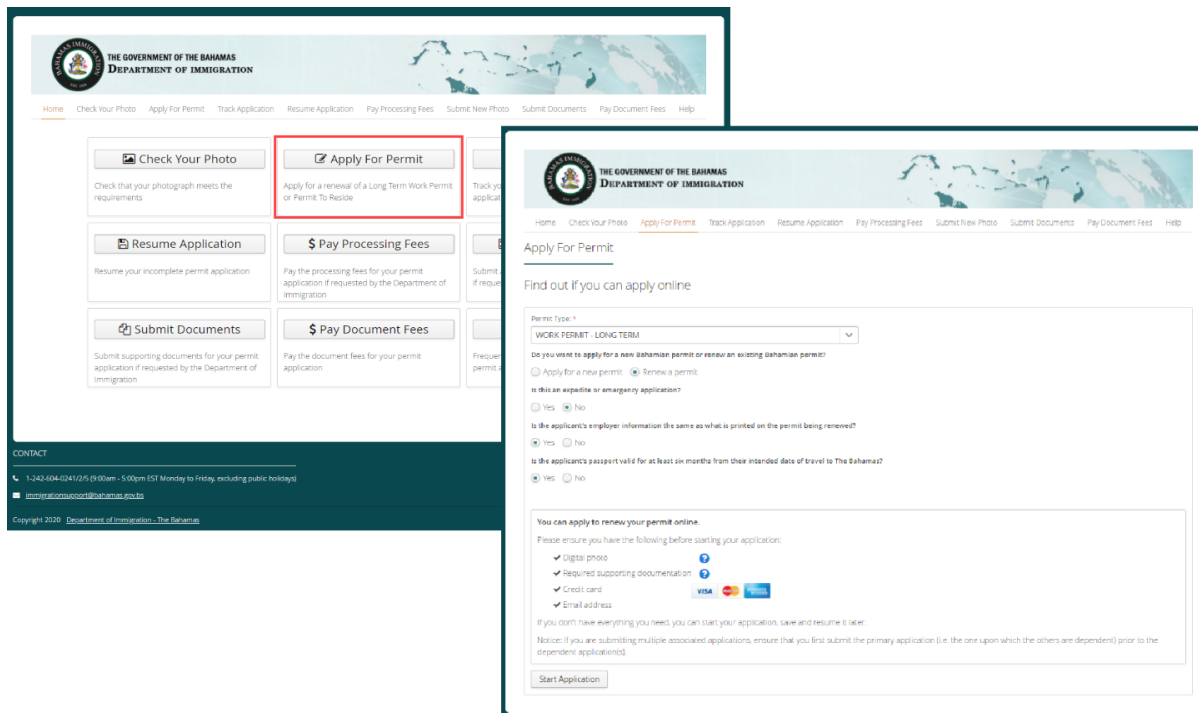 BAHAMAS IMMIGRATION
THE GOVERNMENT OF THE BAHAMAS
DEPARTMENT OF IMMIGRATION
Home Check Your Photo Apply For Permit Track Application Resume Application Pay Processing Fees Submit New Photo Submit Documents Pay Document Fees Help
Check Your Photo
Check that your photograph meets the
requirements
Apply For Permit
Apply for a renewal of a Long Term Work Permit
or Permit To Reside
Track
Resume Application
Resume your incomplete permit application
$ Pay Processing Fees
Pay the processing fees for your permit
application if requested by the Department of
Immigration
Submit
Submit Documents
Submit supporting documents for your permit
application if requested by the Department of
Immigration
$ Pay Document Fees
Pay the document fees for your permit
application
permit
CONTACT
1-242-604-0241/2/5 (9:00am - 5:00pm EST Monday to Friday, excluding public holidays)
immigrationsupport@bahamas.gov.bs
Copyright 2020 Department of Immigration - The Bahamas
BAHAMAS IMMIGRATION
THE GOVERNMENT OF THE BAHAMAS
DEPARTMENT OF IMMIGRATION
Home Check Your Photo Apply For Permit Track Application Resume Application Pay Processing Fees Submit New Photo Submit Documents Pay Document Fees Help
Apply For Permit
Find out if you can apply online
Permit Type: *
WORK PERMIT - LONG TERM
Do you want to apply for a new Bahamian permit or renew an existing Bahamian permit?
Apply for a new permit Renew a permit
Is this an expedite or emergency application?
Yes No
Is the applicant's employer information the same as what is printed on the permit being renewed?
Yes No
Is the applicant's passport valid for at least six months from their intended date of travel to The Bahamas?
Yes No
You can apply to renew your permit online.
Please ensure you have the following before starting your application:
Digital photo ?
Required supporting documentation ?
Credit card VISA
Email address
If you don't have everything you need, you can start your application, save and resume it later.
Notice: If you are submitting multiple associated applications, ensure that you first submit the primary application (i.e. the one upon which the others are dependent) prior to the
dependent application(s).
Start Application